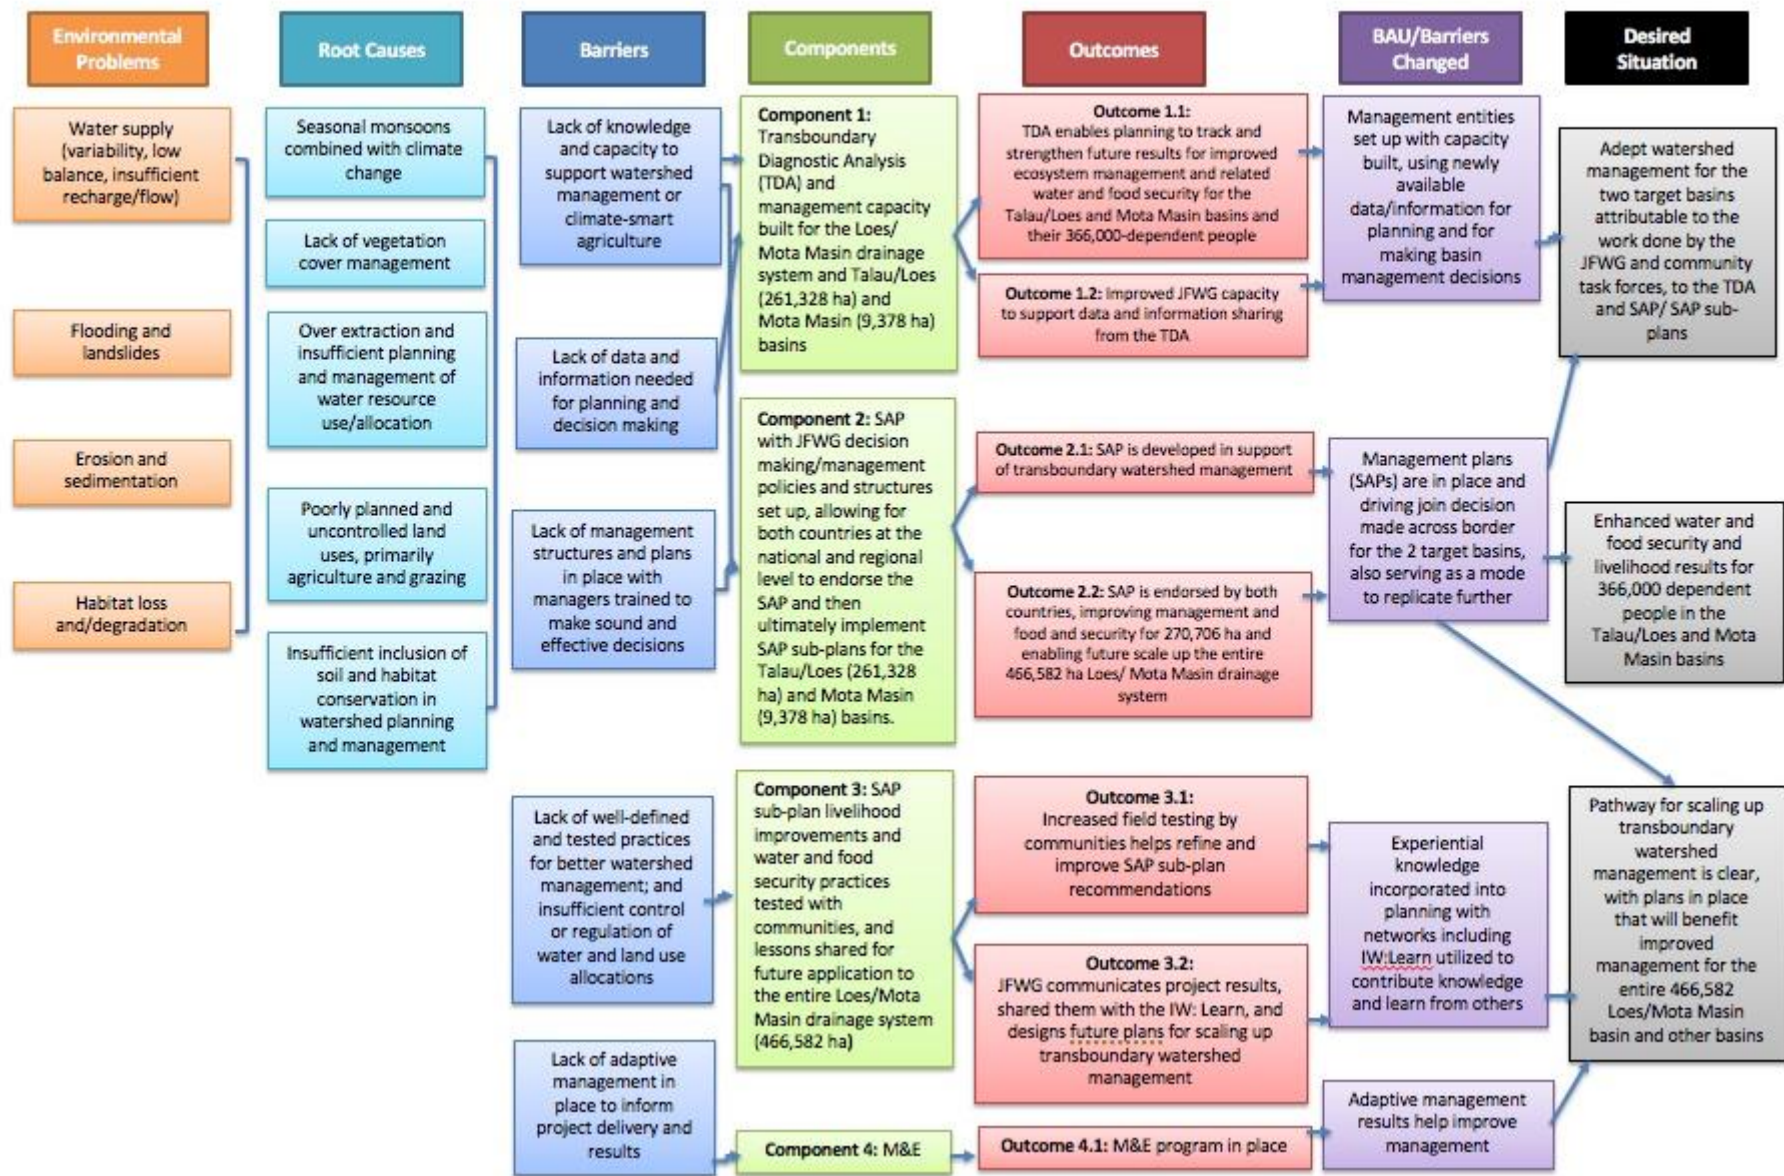 Environmental
Problems
Root Causes
Barriers
Components
Outcomes
BAU/Barriers
Changed
Desired
Situation
Water supply
(variability, low
balance, insufficient
recharge/flow)
Flooding and
landslides
Erosion and
sedimentation
Habitat loss
and/degradation
Seasonal monsoons
combined with climate
change
Lack of vegetation
cover management
Over extraction and
insufficient planning
and management of
water resource
use/allocation
Poorly planned and
uncontrolled land
uses, primarily
agriculture and grazing
Insufficient inclusion of
soil and habitat
conservation in
watershed planning
and management
Lack of knowledge
and capacity to
support watershed
management or
climate-smart
agriculture
Lack of data and
information needed
for planning and
decision making
Lack of management
structures and plans
in place with
managers trained to
make sound and
effective decisions
Lack of well-defined
and tested practices
for better watershed
management; and
insufficient control
or regulation of
water and land use
allocations
Lack of adaptive
management in
place to inform
project delivery and
results
Component 1:
Transboundary
Diagnostic Analysis
(TDA) and
management capacity
built for the Loes/
Mota Masin drainage
system and Talau/Loes
(261,328 ha) and
Mota Masin (9,378 ha)
basins
Component 2: SAP
with JFWG decision
making/management
policies and structures
set up, allowing for
both countries at the
national and regional
level to endorse the
SAP and then
ultimately implement
SAP sub-plans for the
Talau/Loes (261,328
ha) and Mota Masin
(9,378 ha) basins.
Component 3: SAP
sub-plan livelihood
improvements and
water and food
security practices
tested with
communities, and
lessons shared for
future application to
the entire Loes/Mota
Masin drainage system
(466,582 ha)
Component 4: M&E
Outcome 1.1:
TDA enables planning to track and
strengthen future results for improved
ecosystem management and related
water and food security for the
Talau/Loes and Mota Masin basins and
their 366,000-dependent people
Outcome 1.2: Improved JFWG capacity
to support data and information sharing
from the TDA
Outcome 2.1: SAP is developed in support
of transboundary watershed management
Outcome 2.2: SAP is endorsed by both
countries, improving management and
food and security for 270,706 ha and
enabling future scale up the entire
466,582 ha Loes/ Mota Masin drainage
system
Outcome 3.1:
Increased field testing by
communities helps refine and
improve SAP sub-plan
recommendations
Outcome 3.2:
JFWG communicates project results,
shared them with the IW: Learn, and
designs future plans for scaling up
transboundary watershed
management
Outcome 4.1: M&E program in place
Management entities
set up with capacity
built, using newly
available
data/information for
planning and for
making basin
management decisions
Management plans
(SAPs) are in place and
driving join decision
made across border
for the 2 target basins,
also serving as a mode
to replicate further
Experiential
knowledge
incorporated into
planning with
networks including
IW:Learn utilized to
contribute knowledge
and learn from others
Adaptive management
results help improve
management
Adept watershed
management for the
two target basins
attributable to the
work done by the
JFWG and community
task forces, to the TDA
and SAP/ SAP sub-
plans
Enhanced water and
food security and
livelihood results for
366,000 dependent
people in the
Talau/Loes and Mota
Masin basins
Pathway for scaling up
transboundary
watershed
management is clear,
with plans in place
that will benefit
improved
management for the
entire 466,582
Loes/Mota Masin
basin and other basins